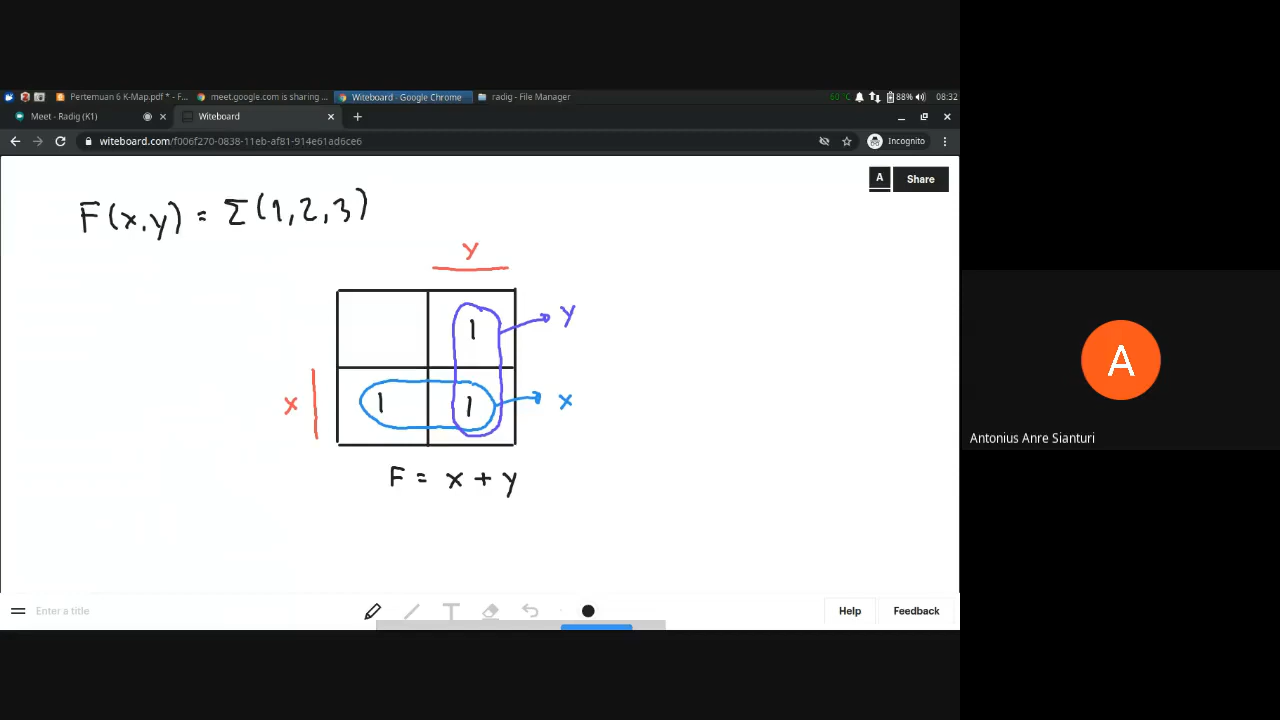 Pertemuan 6 K-Map.pdf * - F... meet.google.com is sharing ... Witeboard - Google Chrome radig - File Manager 60 °C 88% 08:32
Meet - Radig (K1) Witeboard
witeboard.com/f006f270-0838-11eb-af81-914e61ad6ce6 Incognito
A Share
F(x,y) = Σ(1,2,3)
y
1 y
x 1 1 x
F = x + y
A
Antonius Anre Sianturi
Enter a title T Help Feedback